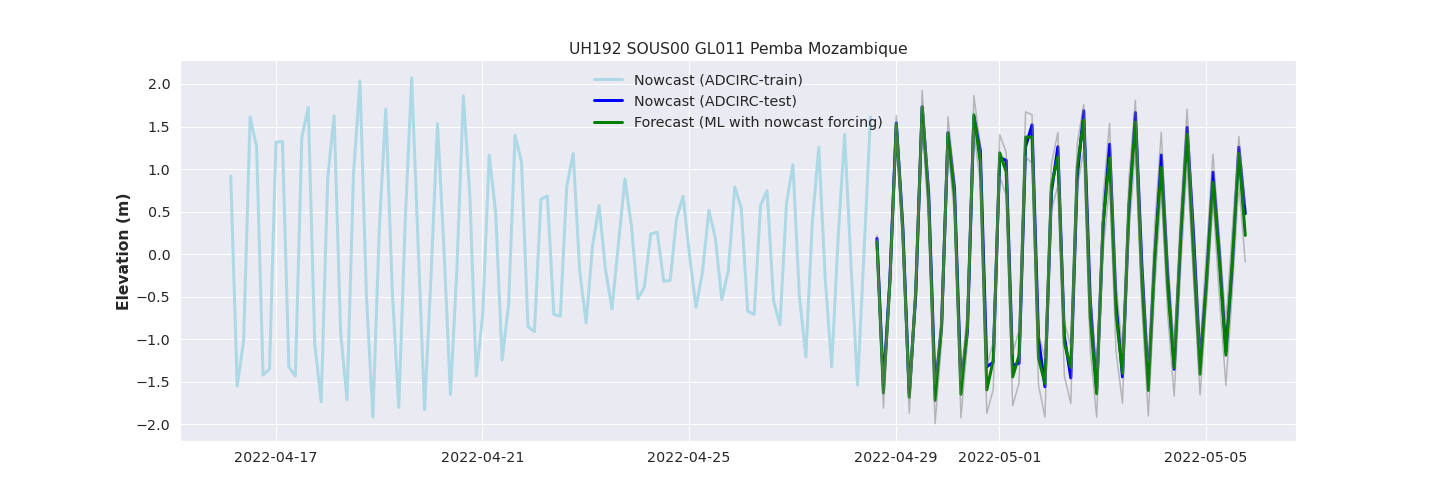 UH192 SOUS00 GL011 Pemba Mozambique
Nowcast (ADCIRC-train)
Nowcast (ADCIRC-test)
Forecast (ML with nowcast forcing)
Elevation (m)
2.0
1.5
1.0
0.5
0.0
−0.5
−1.0
−1.5
−2.0
2022-04-17 2022-04-21 2022-04-25 2022-04-29 2022-05-01 2022-05-05